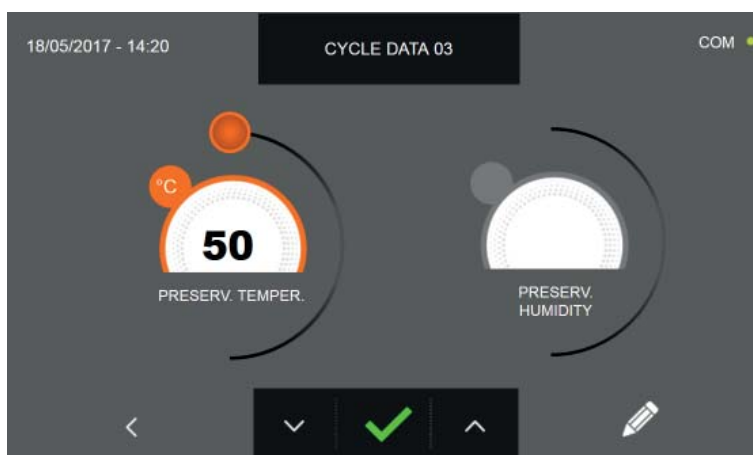 18/05/2017 - 14:20
CYCLE DATA 03
COM
°C
50
PRESERV. TEMPER.
PRESERV.
HUMIDITY